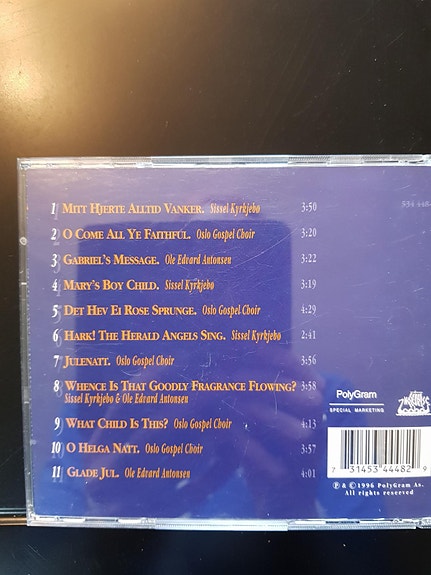 1 MITT HJERTE ALLTID VANKER. Sissel Kyrkjebø 3:50
2 O COME ALL YE FAITHFUL. Oslo Gospel Choir 3:20
3 GABRIEL'S MESSAGE. Ole Edvard Antonsen 3:22
4 MARY'S BOY CHILD. Sissel Kyrkjebø 3:19
5 DET HEV EI ROSE SPRUNGE. Oslo Gospel Choir 4:29
6 HARK! THE HERALD ANGELS SING. Sissel Kyrkjebø 2:41
7 JULENATT. Oslo Gospel Choir 3:56
8 WHENCE IS THAT GOODLY FRAGRANCE FLOWING? 3:58
Sissel Kyrkjebø & Ole Edvard Antonsen
9 WHAT CHILD IS THIS? Oslo Gospel Choir 4:13
10 O HELGA NATT. Oslo Gospel Choir 3:57
11 GLADE JUL. Ole Edvard Antonsen 4:01
534 448
PolyGram
SPECIAL MARKETING
7 31453 44482 9
℗ & © 1996 PolyGram As.
All rights reserved